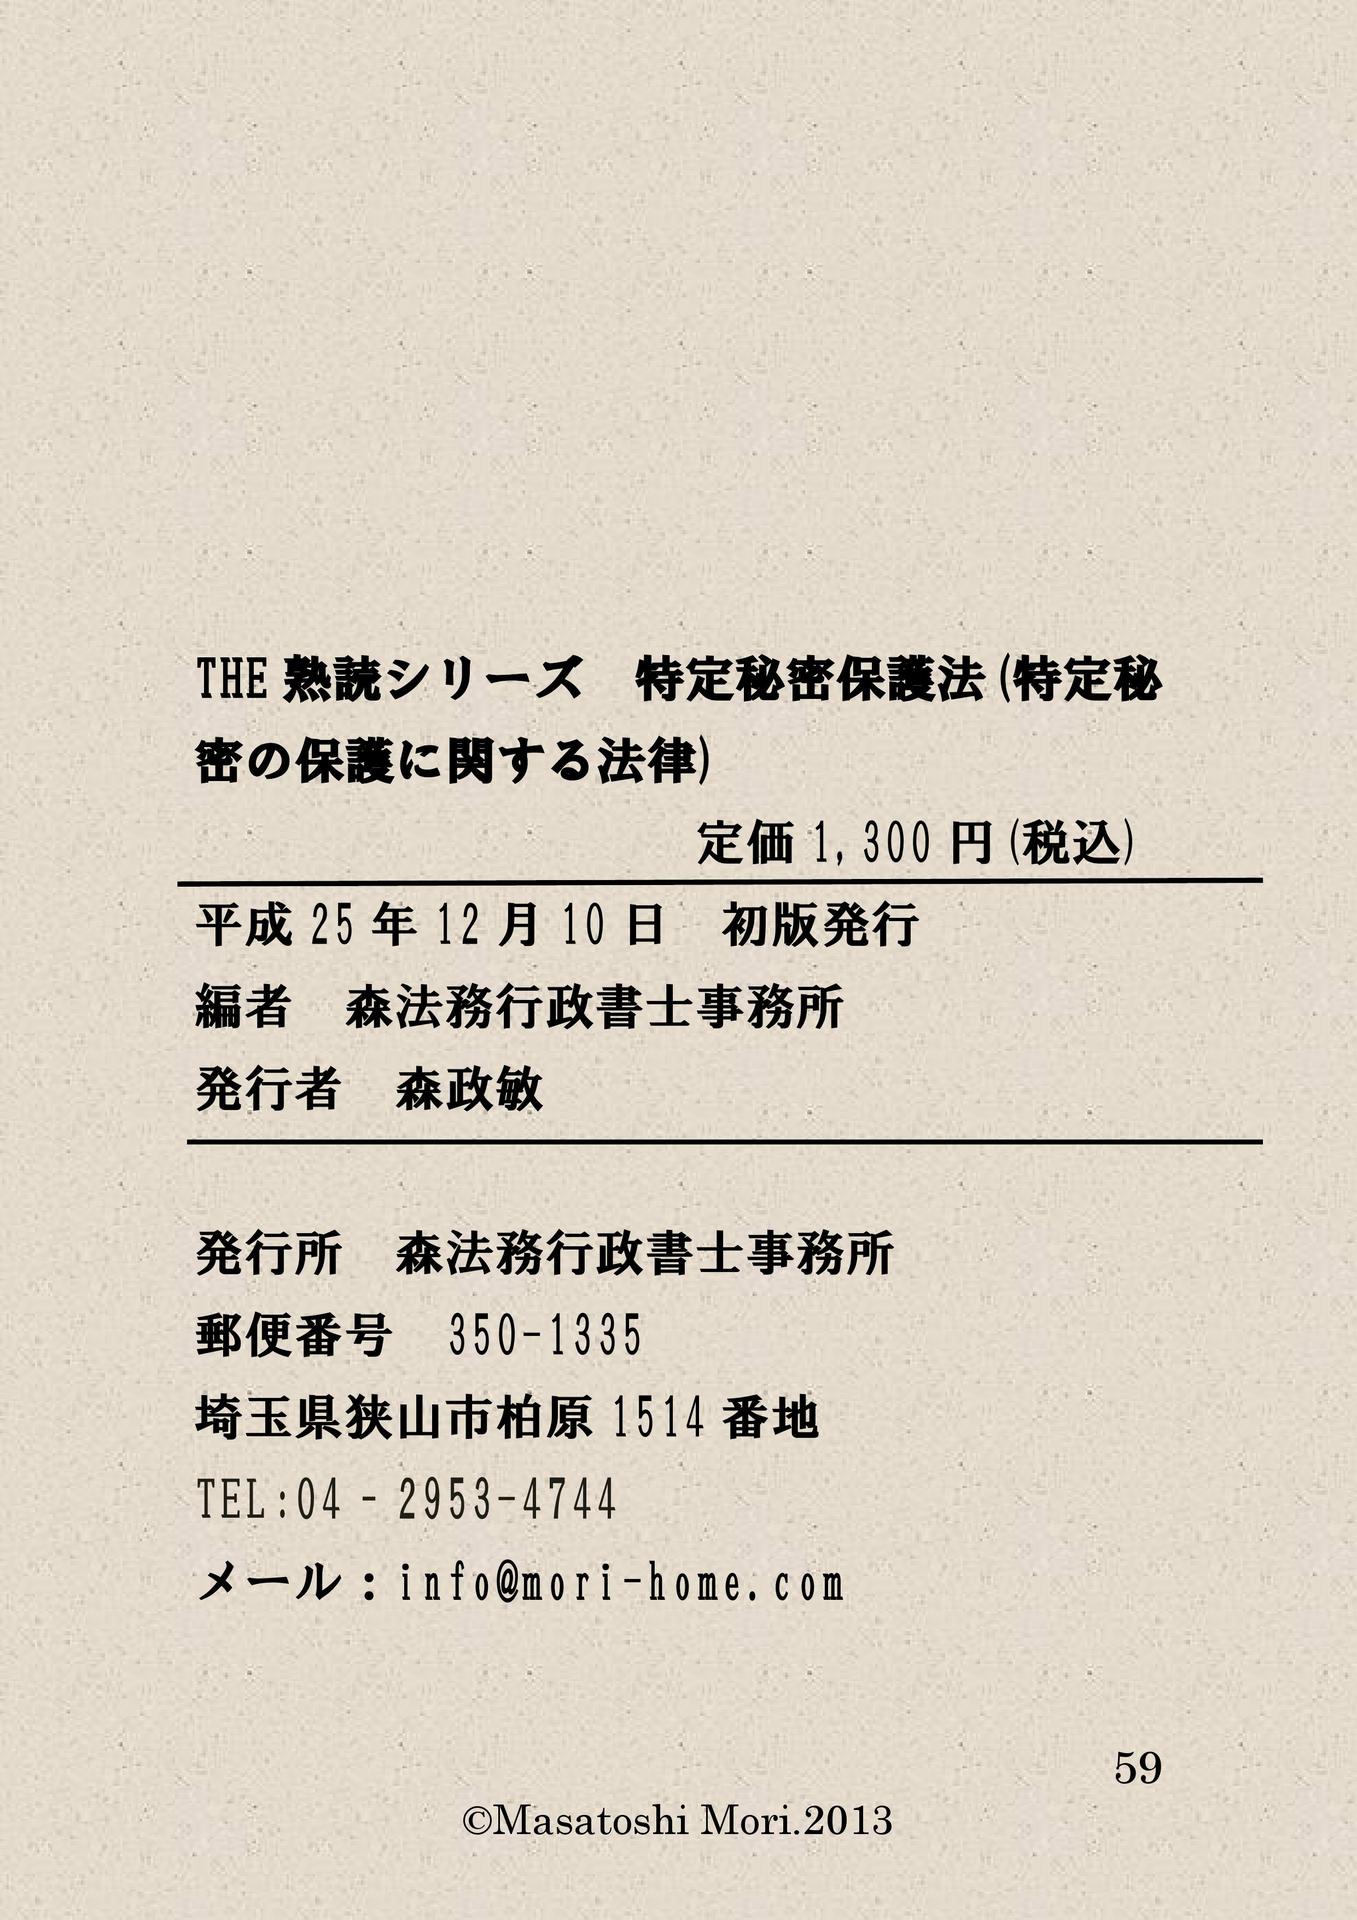 THE 熟読シリーズ　特定秘密保護法(特定秘
密の保護に関する法律)
定価 1,300 円(税込)
平成 25 年 12 月 10 日　初版発行
編者　森法務行政書士事務所
発行者　森政敏
発行所　森法務行政書士事務所
郵便番号　350-1335
埼玉県狭山市柏原 1514 番地
TEL:04‐2953-4744
メール：info@mori-home.com
59
©Masatoshi Mori.2013